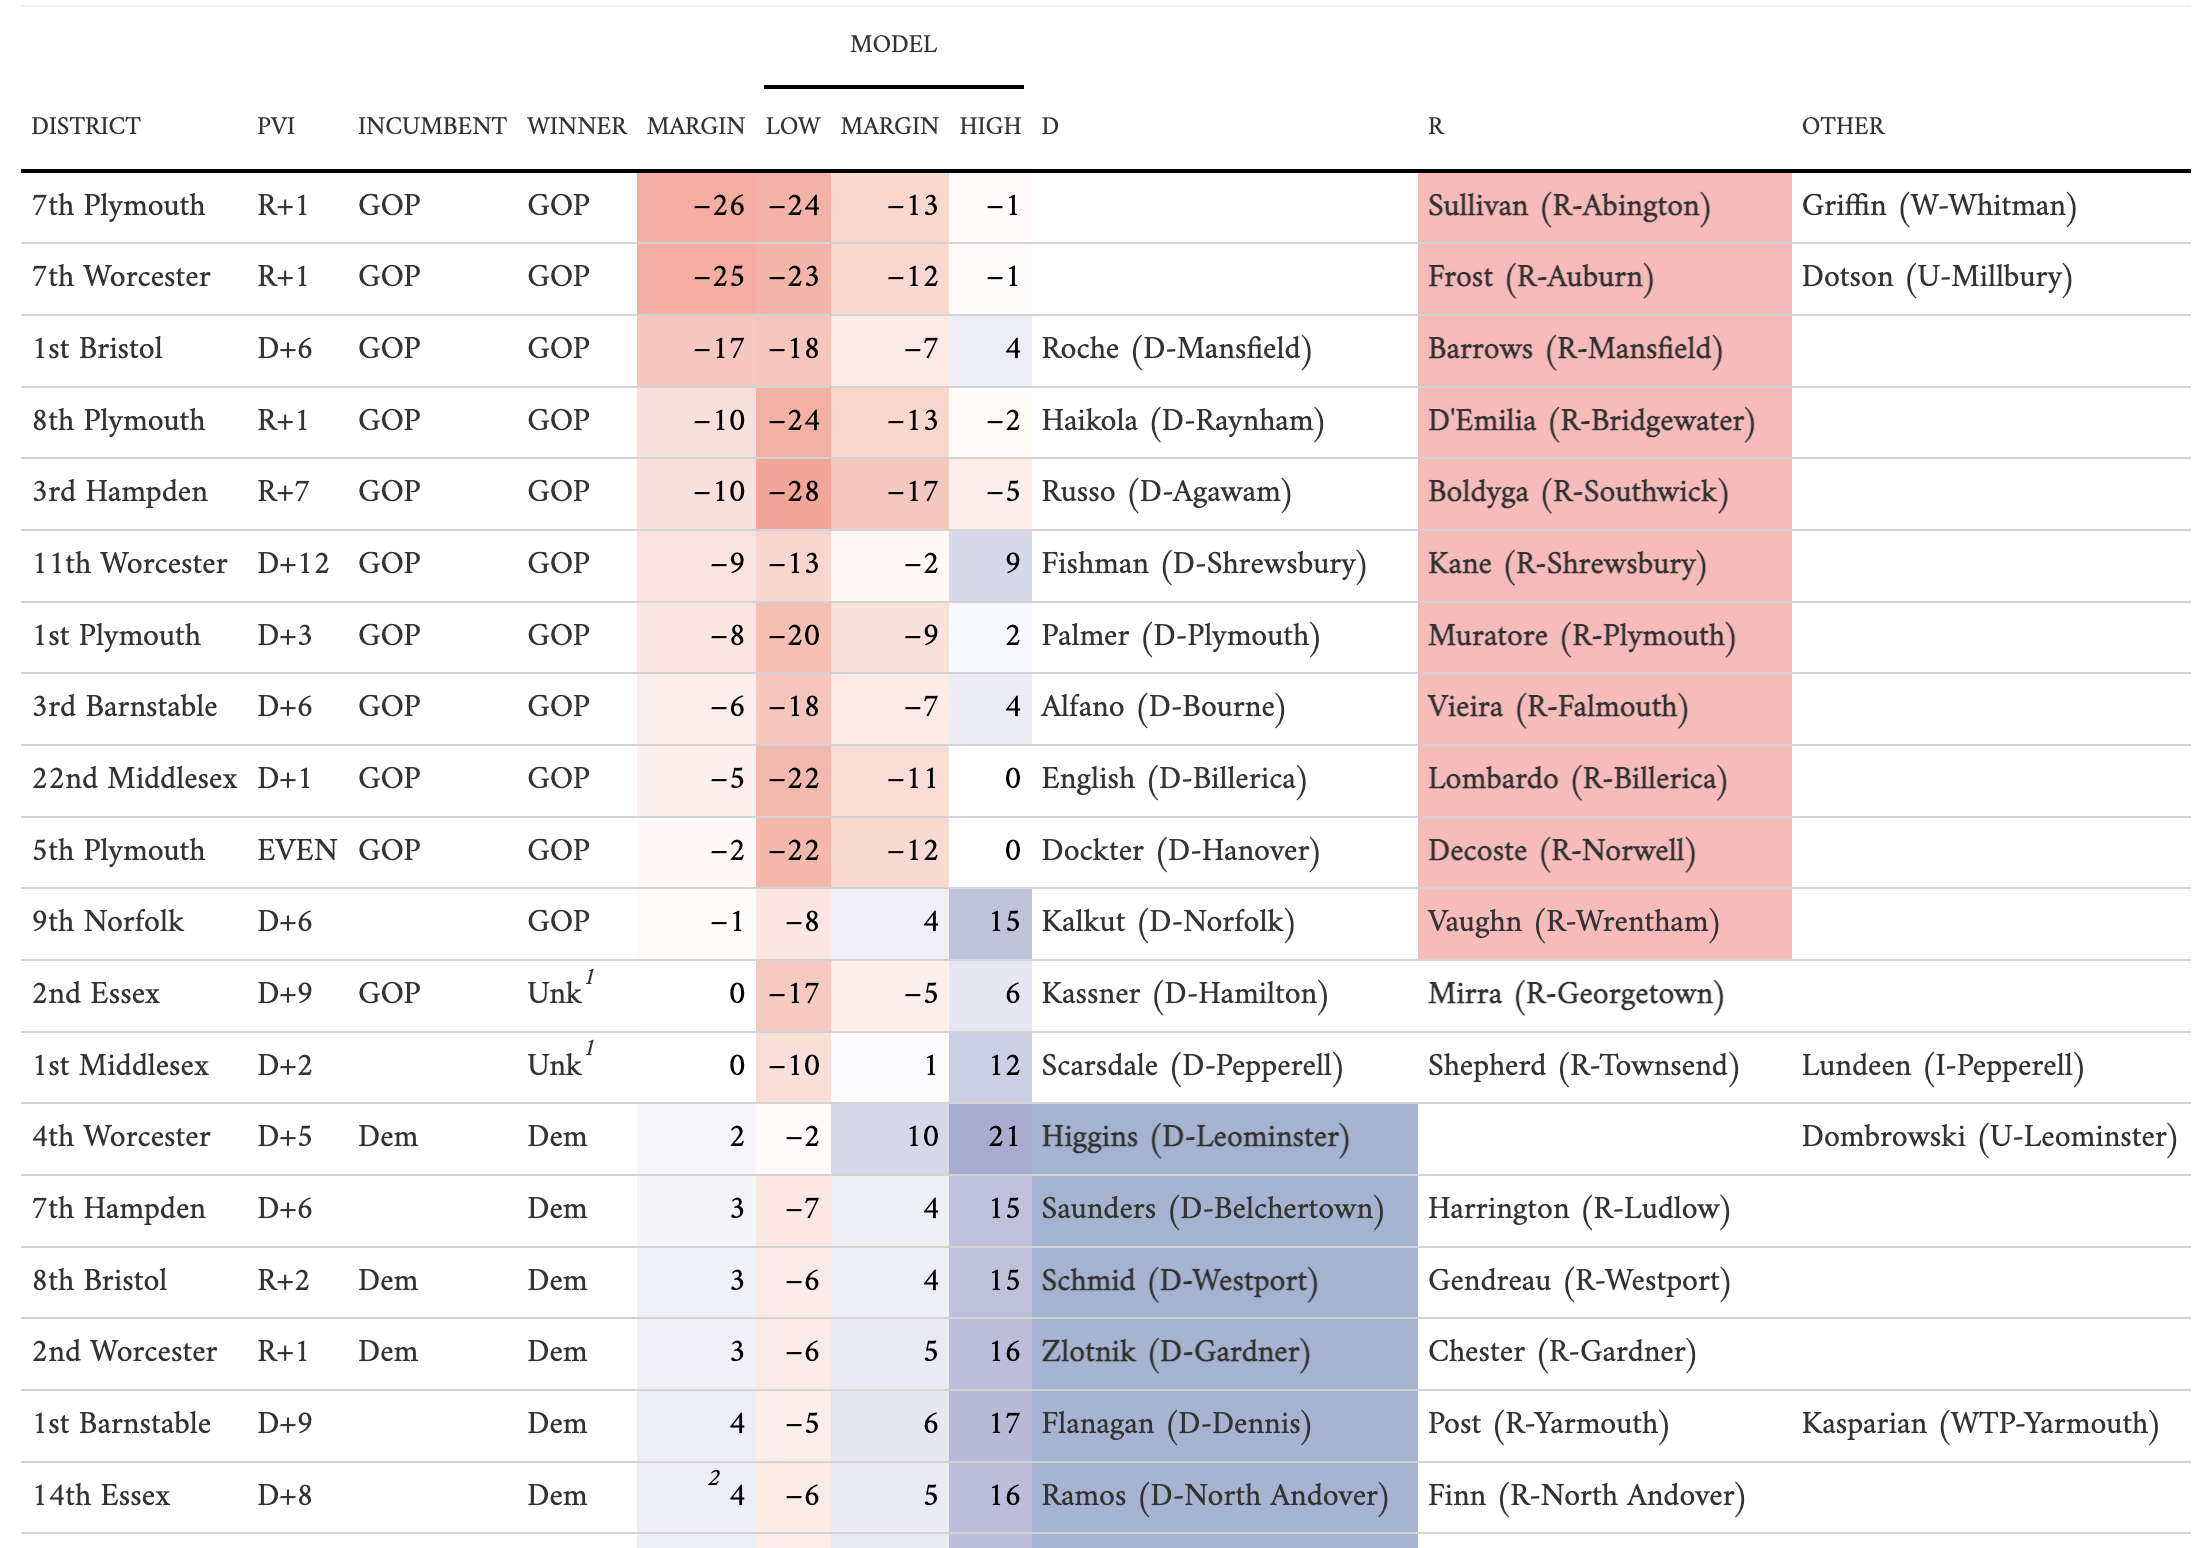 MODEL
DISTRICT PVI INCUMBENT WINNER MARGIN LOW MARGIN HIGH D R OTHER
7th Plymouth R+1 GOP GOP −26 −24 −13 −1 Sullivan (R-Abington) Griffin (W-Whitman)
7th Worcester R+1 GOP GOP −25 −23 −12 −1 Frost (R-Auburn) Dotson (U-Millbury)
1st Bristol D+6 GOP GOP −17 −18 −7 4 Roche (D-Mansfield) Barrows (R-Mansfield)
8th Plymouth R+1 GOP GOP −10 −24 −13 −2 Haikola (D-Raynham) D'Emilia (R-Bridgewater)
3rd Hampden R+7 GOP GOP −10 −28 −17 −5 Russo (D-Agawam) Boldyga (R-Southwick)
11th Worcester D+12 GOP GOP −9 −13 −2 9 Fishman (D-Shrewsbury) Kane (R-Shrewsbury)
1st Plymouth D+3 GOP GOP −8 −20 −9 2 Palmer (D-Plymouth) Muratore (R-Plymouth)
3rd Barnstable D+6 GOP GOP −6 −18 −7 4 Alfano (D-Bourne) Vieira (R-Falmouth)
22nd Middlesex D+1 GOP GOP −5 −22 −11 0 English (D-Billerica) Lombardo (R-Billerica)
5th Plymouth EVEN GOP GOP −2 −22 −12 0 Dockter (D-Hanover) Decoste (R-Norwell)
9th Norfolk D+6 GOP −1 −8 4 15 Kalkut (D-Norfolk) Vaughn (R-Wrentham)
2nd Essex D+9 GOP Unk 1 0 −17 −5 6 Kassner (D-Hamilton) Mirra (R-Georgetown)
1st Middlesex D+2 Unk 1 0 −10 1 12 Scarsdale (D-Pepperell) Shepherd (R-Townsend) Lundeen (I-Pepperell)
4th Worcester D+5 Dem Dem 2 −2 10 21 Higgins (D-Leominster) Dombrowski (U-Leominster)
7th Hampden D+6 Dem 3 −7 4 15 Saunders (D-Belchertown) Harrington (R-Ludlow)
8th Bristol R+2 Dem Dem 3 −6 4 15 Schmid (D-Westport) Gendreau (R-Westport)
2nd Worcester R+1 Dem Dem 3 −6 5 16 Zlotnik (D-Gardner) Chester (R-Gardner)
1st Barnstable D+9 Dem 4 −5 6 17 Flanagan (D-Dennis) Post (R-Yarmouth) Kasparian (WTP-Yarmouth)
14th Essex D+8 Dem 2 4 −6 5 16 Ramos (D-North Andover) Finn (R-North Andover)